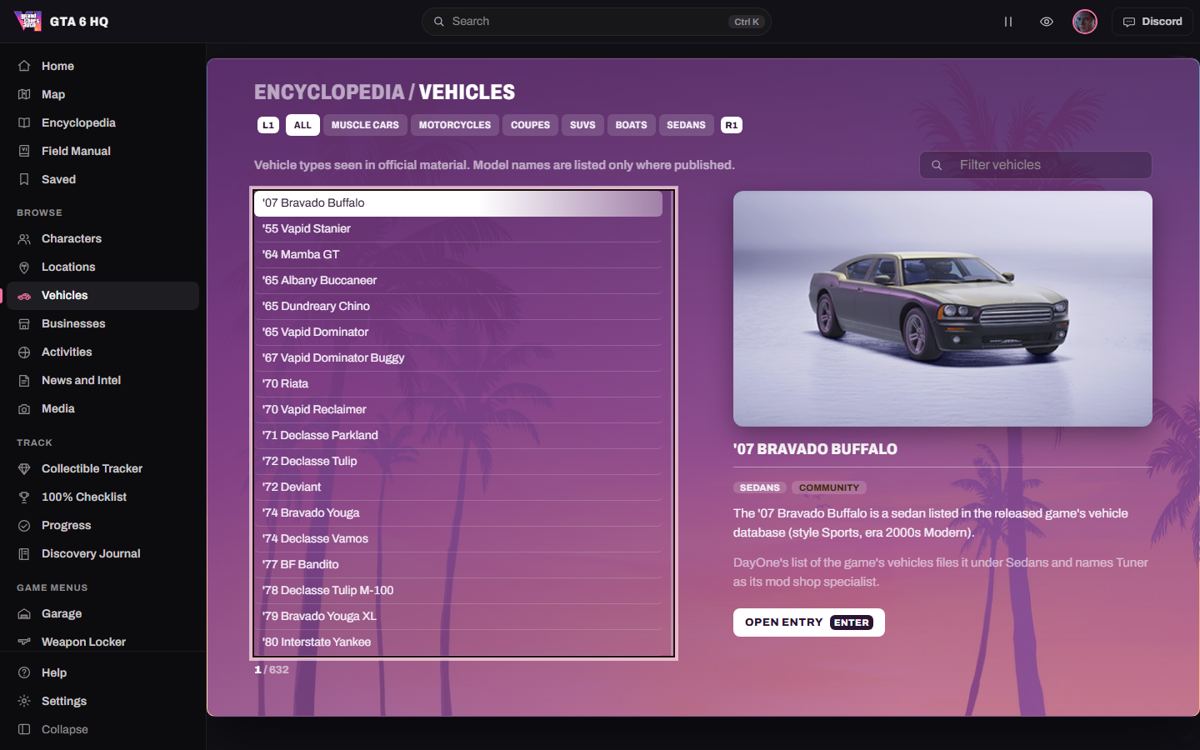 GTA 6 HQ
Search
Ctrl K
Discord
Home
Map
Encyclopedia
Field Manual
Saved
BROWSE
Characters
Locations
Vehicles
Businesses
Activities
News and Intel
Media
TRACK
Collectible Tracker
100% Checklist
Progress
Discovery Journal
GAME MENUS
Garage
Weapon Locker
Help
Settings
Collapse
ENCYCLOPEDIA / VEHICLES
L1 ALL MUSCLE CARS MOTORCYCLES COUPES SUVS BOATS SEDANS R1
Vehicle types seen in official material. Model names are listed only where published.
Filter vehicles
'07 Bravado Buffalo
'55 Vapid Stanier
'64 Mamba GT
'65 Albany Buccaneer
'65 Dundreary Chino
'65 Vapid Dominator
'67 Vapid Dominator Buggy
'70 Riata
'70 Vapid Reclaimer
'71 Declasse Parkland
'72 Declasse Tulip
'72 Deviant
'74 Bravado Youga
'74 Declasse Vamos
'77 BF Bandito
'78 Declasse Tulip M-100
'79 Bravado Youga XL
'80 Interstate Yankee
1 / 632
'07 BRAVADO BUFFALO
SEDANS COMMUNITY
The '07 Bravado Buffalo is a sedan listed in the released game's vehicle
database (style Sports, era 2000s Modern).
DayOne's list of the game's vehicles files it under Sedans and names Tuner
as its mod shop specialist.
OPEN ENTRY ENTER